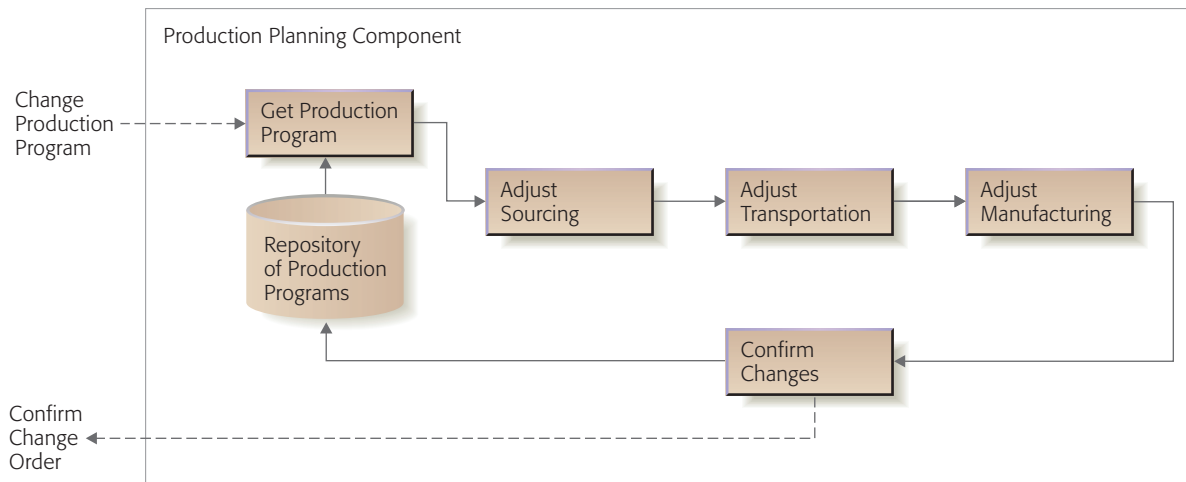 Production Planning Component
Change
Production
Program
Get Production
Program
Adjust
Sourcing
Adjust
Transportation
Adjust
Manufacturing
Repository
of Production
Programs
Confirm
Changes
Confirm
Change
Order